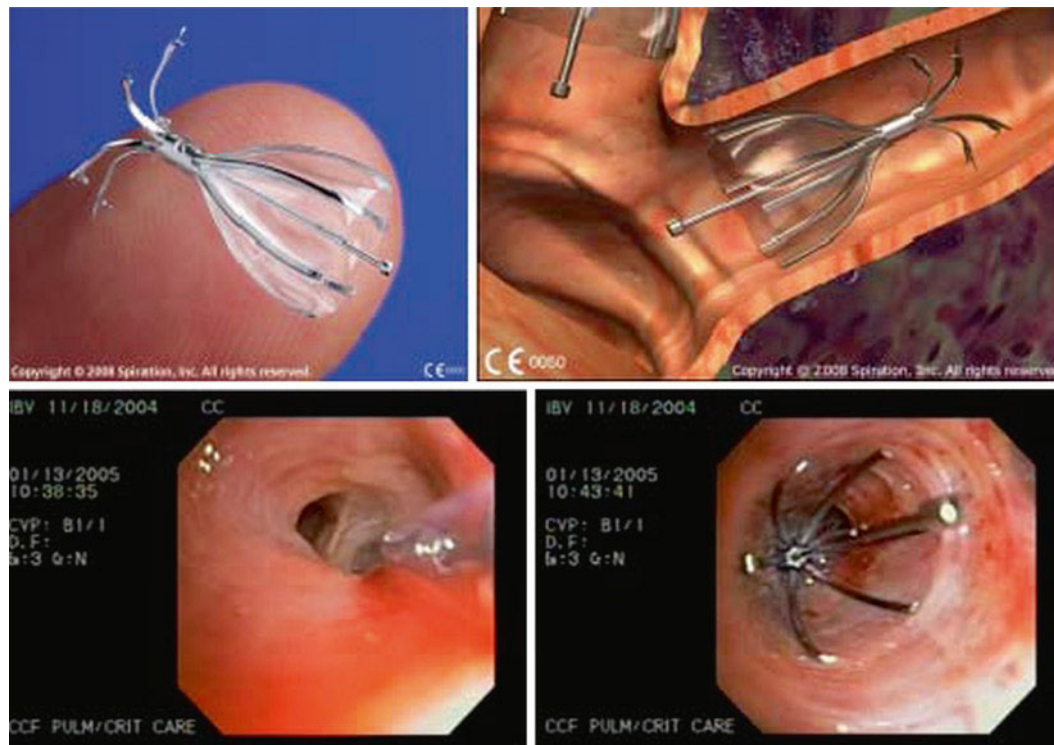 Copyright © 2008 Spiration, Inc. All rights reserved.
CE 0050
Copyright © 2008 Spiration, Inc. All rights reserved
IBV 11/18/2004 CC
01/13/2005
10:38:35
CVP: B1/1
D.F:
E:3 G:N
CCF PULM/CRIT CARE
IBV 11/18/2004 CC
01/13/2005
10:43:41
CVP: B1/1
D.F:
E:3 G:N
CCF PULM/CRIT CARE